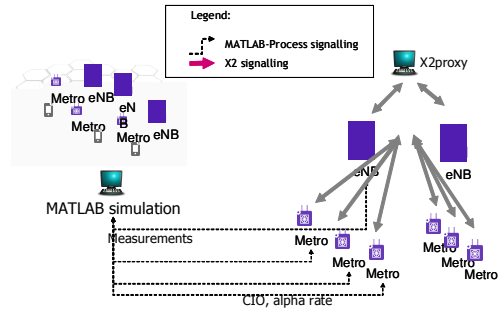 Legend:
MATLAB-Process signalling
X2 signalling
X2proxy
Metro
eNB
eN
B
Metro
Metro
eNB
eNB
eNB
MATLAB simulation
Measurements
Metro
Metro
Metro
Metro
Metro
Metro
CIO, alpha rate